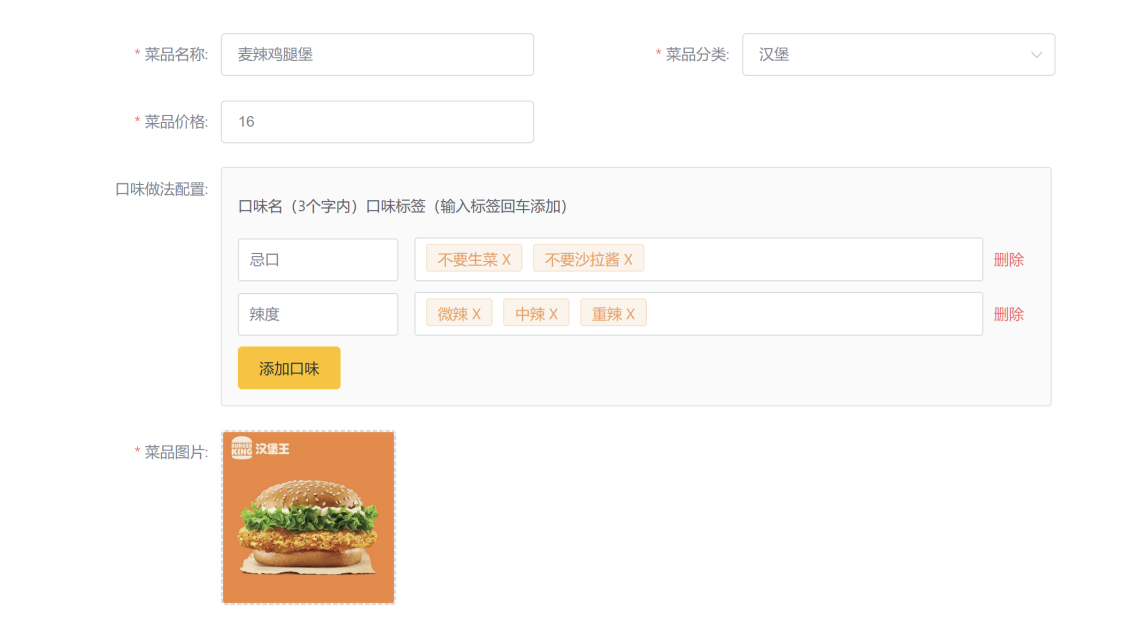 * 菜品名称: 麦辣鸡腿堡 * 菜品分类: 汉堡
* 菜品价格: 16
口味做法配置:
口味名（3个字内）口味标签（输入标签回车添加）
忌口 不要生菜 X 不要沙拉酱 X 删除
辣度 微辣 X 中辣 X 重辣 X 删除
添加口味
* 菜品图片:
BURGER
KING
汉堡王